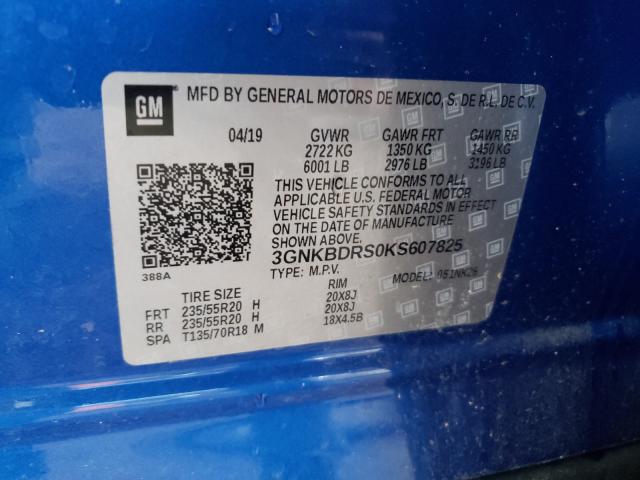 GM
MFD BY GENERAL MOTORS DE MEXICO, S. DE R.L. DE C.V.
04/19 GVWR GAWR FRT GAWR RR
2722 KG 1350 KG 1450 KG
6001 LB 2976 LB 3196 LB
THIS VEHICLE CONFORMS TO ALL
APPLICABLE U.S. FEDERAL MOTOR
VEHICLE SAFETY STANDARDS IN EFFECT
ON THE DATE OF MANUFACTURE
SHOWN ABOVE.
3GNKBDRS0KS607825
TYPE: M.P.V. MODEL:
388A
TIRE SIZE RIM
FRT 235/55R20 H 20X8J
RR 235/55R20 H 20X8J
SPA T135/70R18 M 18X4.5B